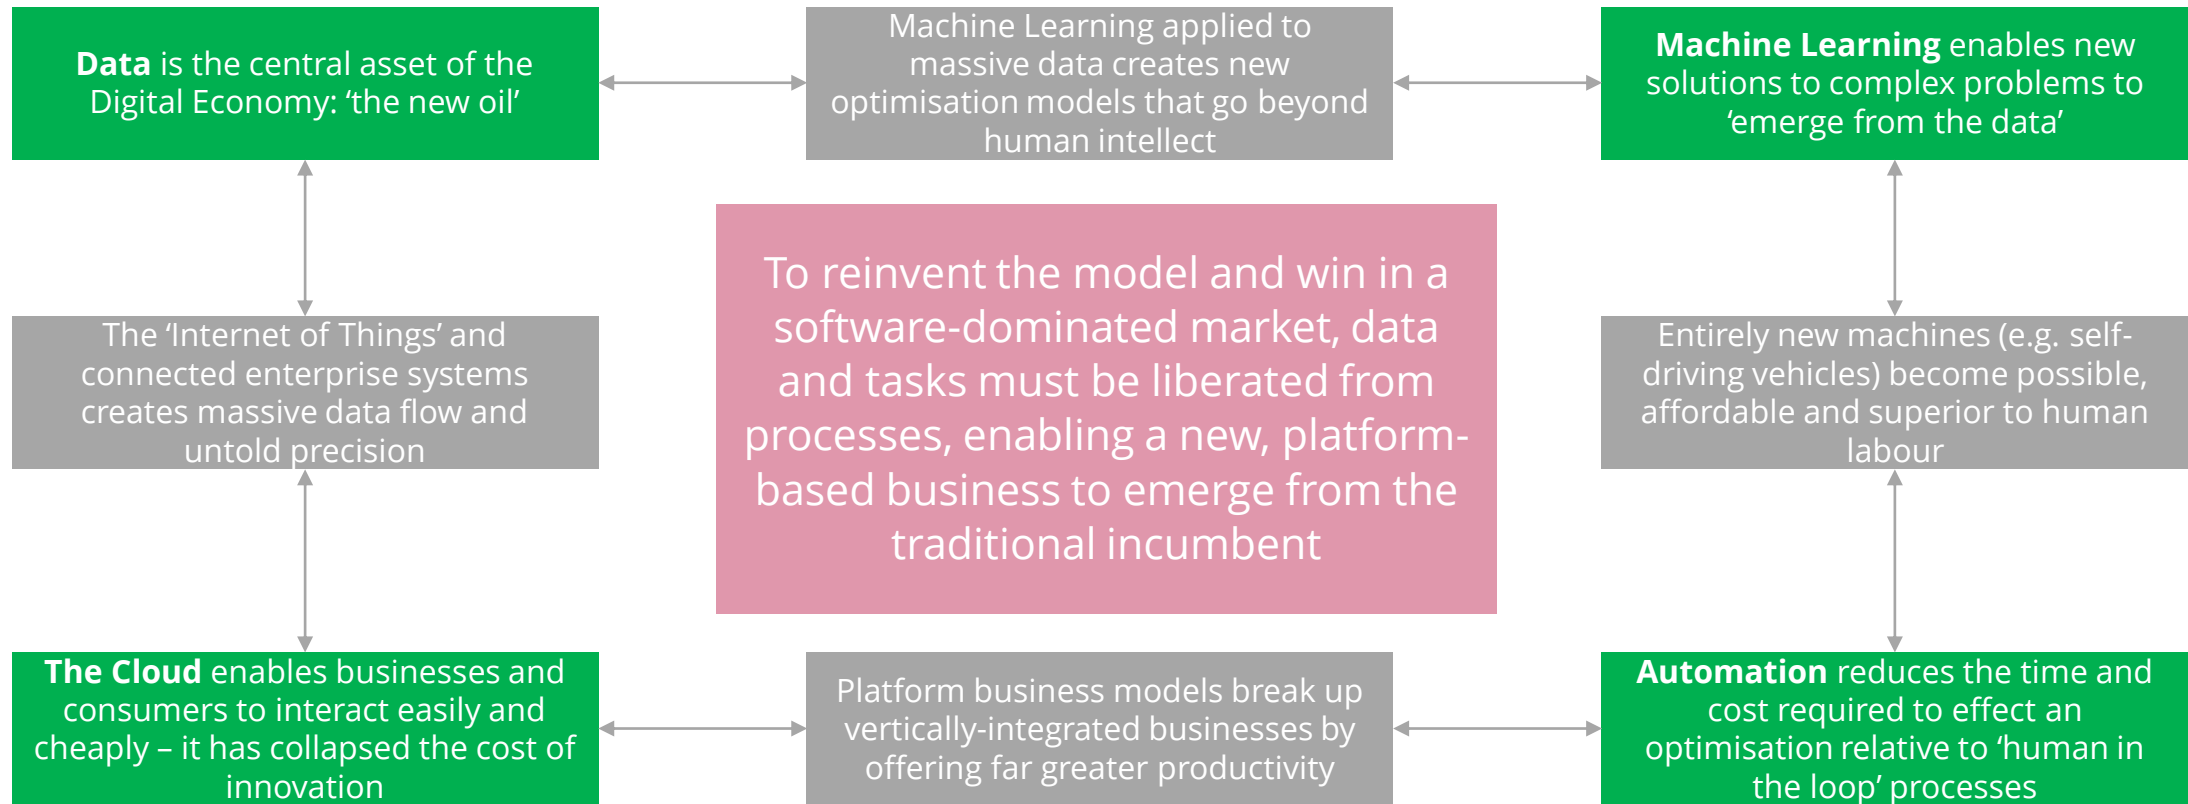 Data is the central asset of the
Digital Economy: ‘the new oil’
Machine Learning applied to
massive data creates new
optimisation models that go beyond
human intellect
Machine Learning enables new
solutions to complex problems to
‘emerge from the data’
To reinvent the model and win in a
software-dominated market, data
and tasks must be liberated from
processes, enabling a new, platform-
based business to emerge from the
traditional incumbent
The ‘Internet of Things’ and
connected enterprise systems
creates massive data flow and
untold precision
Entirely new machines (e.g. self-
driving vehicles) become possible,
affordable and superior to human
labour
The Cloud enables businesses and
consumers to interact easily and
cheaply – it has collapsed the cost of
innovation
Platform business models break up
vertically-integrated businesses by
offering far greater productivity
Automation reduces the time and
cost required to effect an
optimisation relative to ‘human in
the loop’ processes